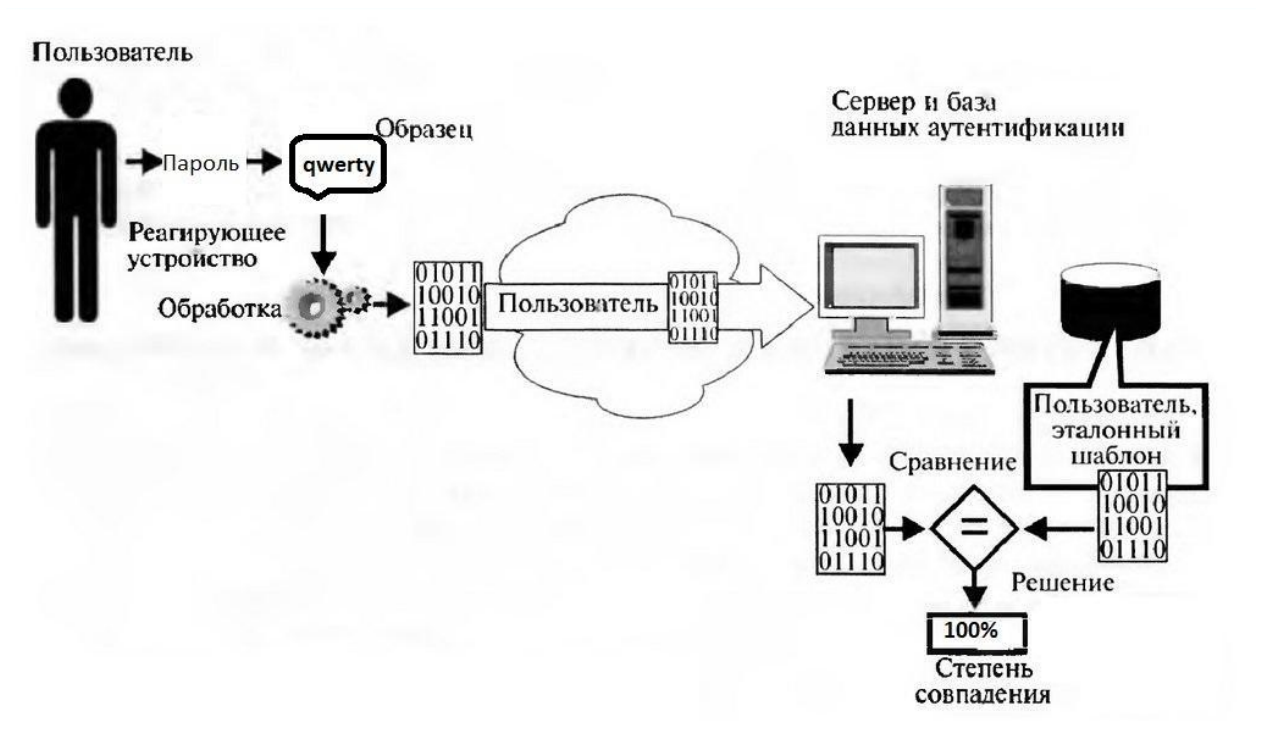 Пользователь
Пароль
qwerty
Образец
Реагирующее
устройство
Обработка
01011
10010
11001
01110
Пользователь
01011
10010
11001
01110
Сервер и база
данных аутентификации
Пользователь,
эталонный
шаблон
Сравнение
01011
10010
11001
01110
=
01011
10010
11001
01110
Решение
100%
Степень
совпадения